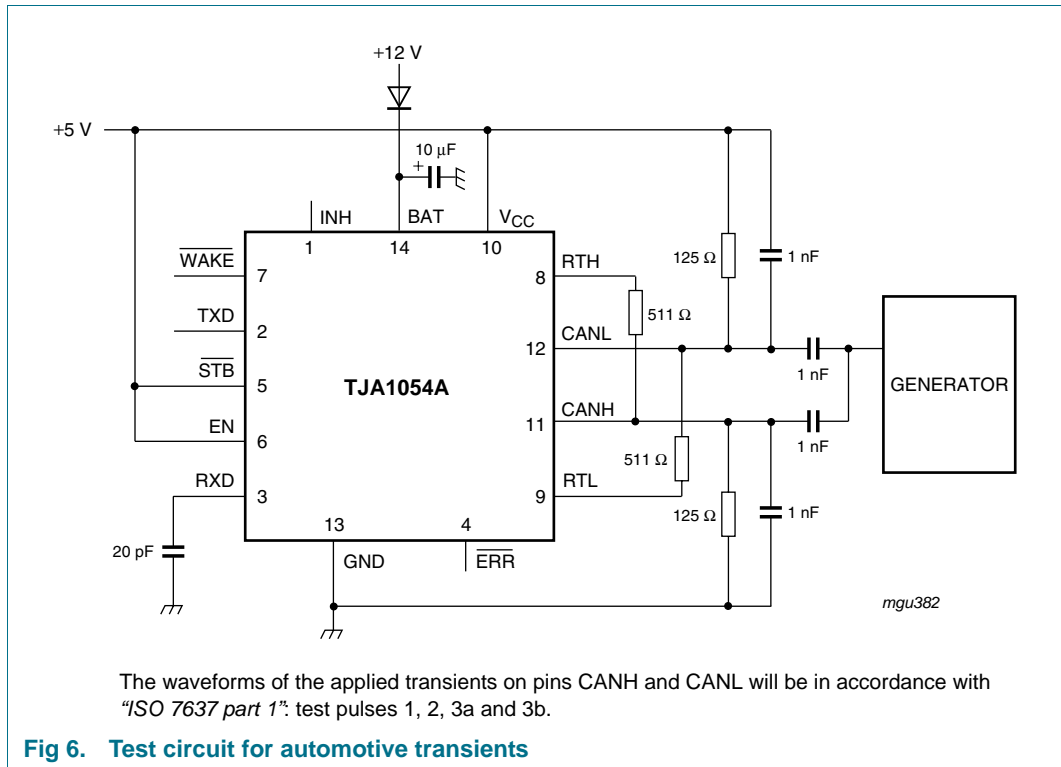 +12 V
+5 V
10 μF
+
INH
BAT
VCC
1
14
10
WAKE
7
RTH
8
125 Ω
1 nF
TXD
2
511 Ω
CANL
12
STB
5
TJA1054A
1 nF
GENERATOR
CANH
11
EN
6
1 nF
511 Ω
RXD
3
RTL
9
125 Ω
1 nF
13
4
20 pF
GND
ERR
mgu382
The waveforms of the applied transients on pins CANH and CANL will be in accordance with
“ISO 7637 part 1”: test pulses 1, 2, 3a and 3b.
Fig 6. Test circuit for automotive transients